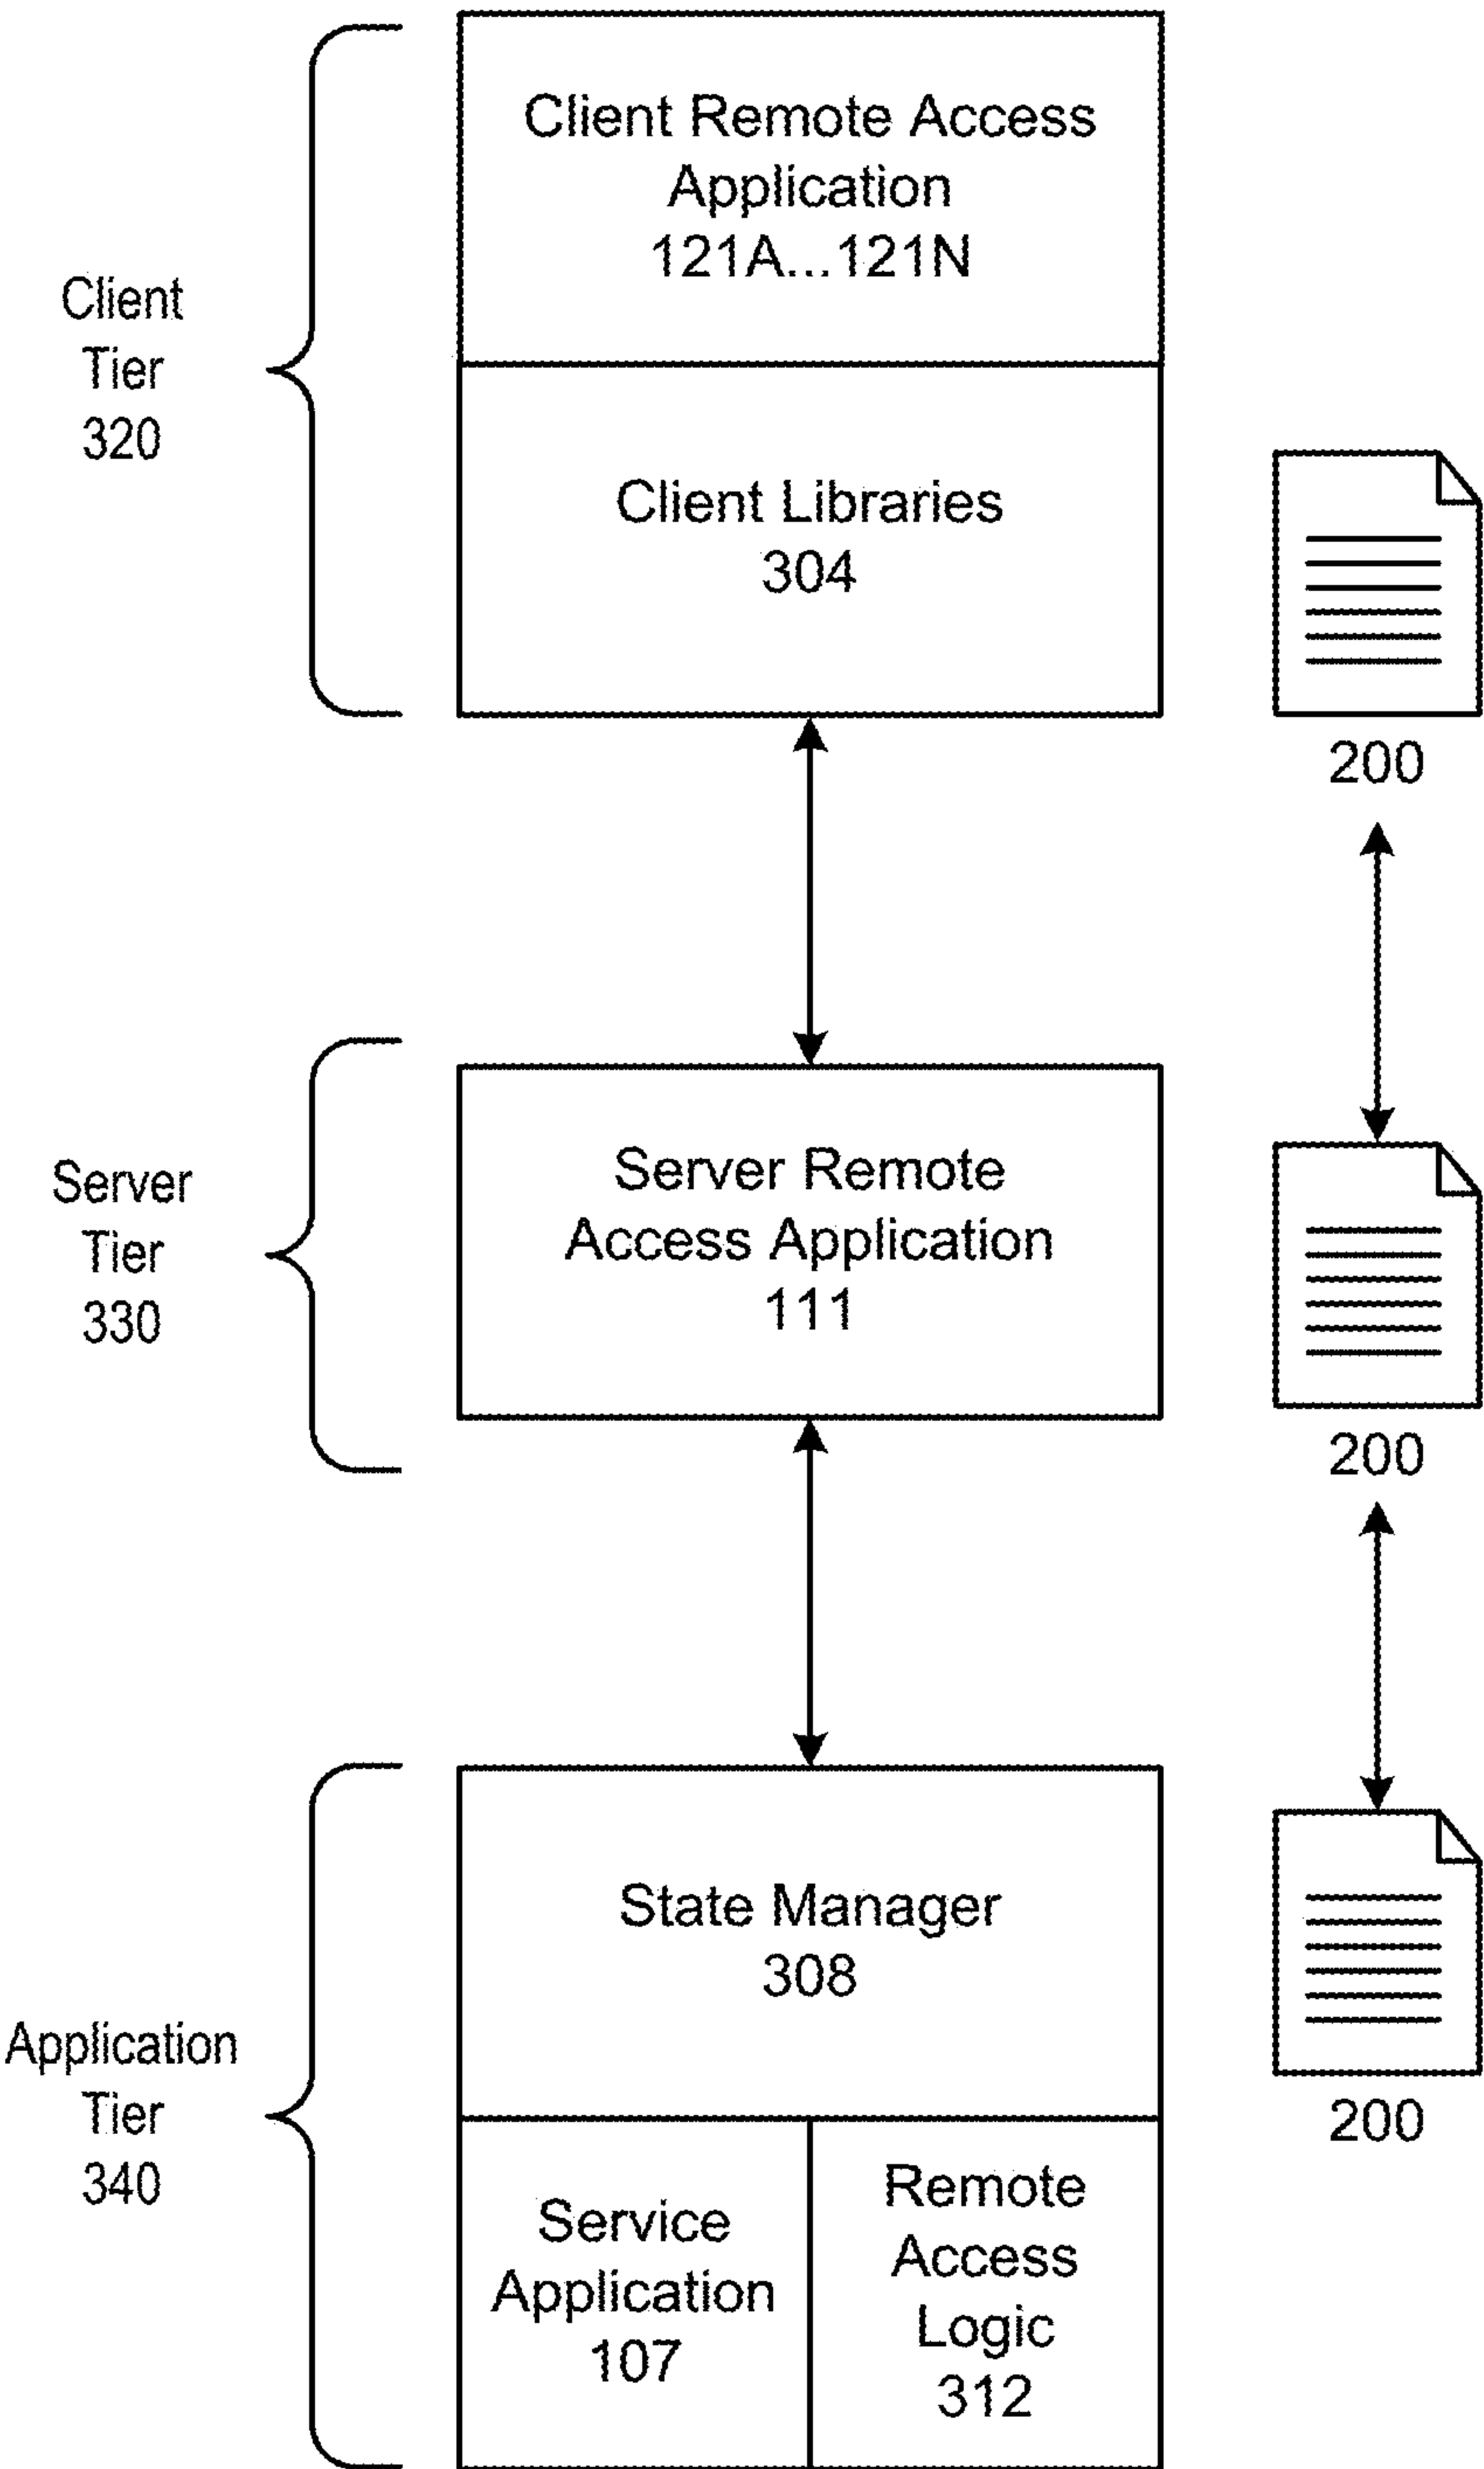 Client Remote Access
Application
121A...121N
Client
Tier
320
Client Libraries
304
200
Server
Tier
330
Server Remote
Access Application
111
200
State Manager
308
Application
Tier
340
200
Service
Application
107
Remote
Access
Logic
312